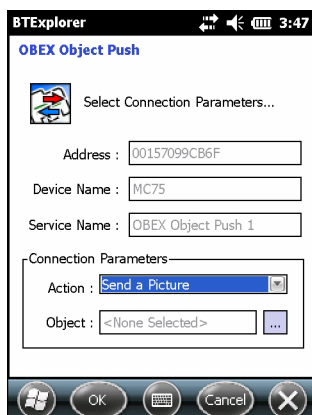 BTExplorer 3:47
OBEX Object Push
Select Connection Parameters...
Address : 00157099CB6F
Device Name : MC75
Service Name : OBEX Object Push 1
Connection Parameters
Action : Send a Picture
Object : <None Selected> ...
OK Cancel